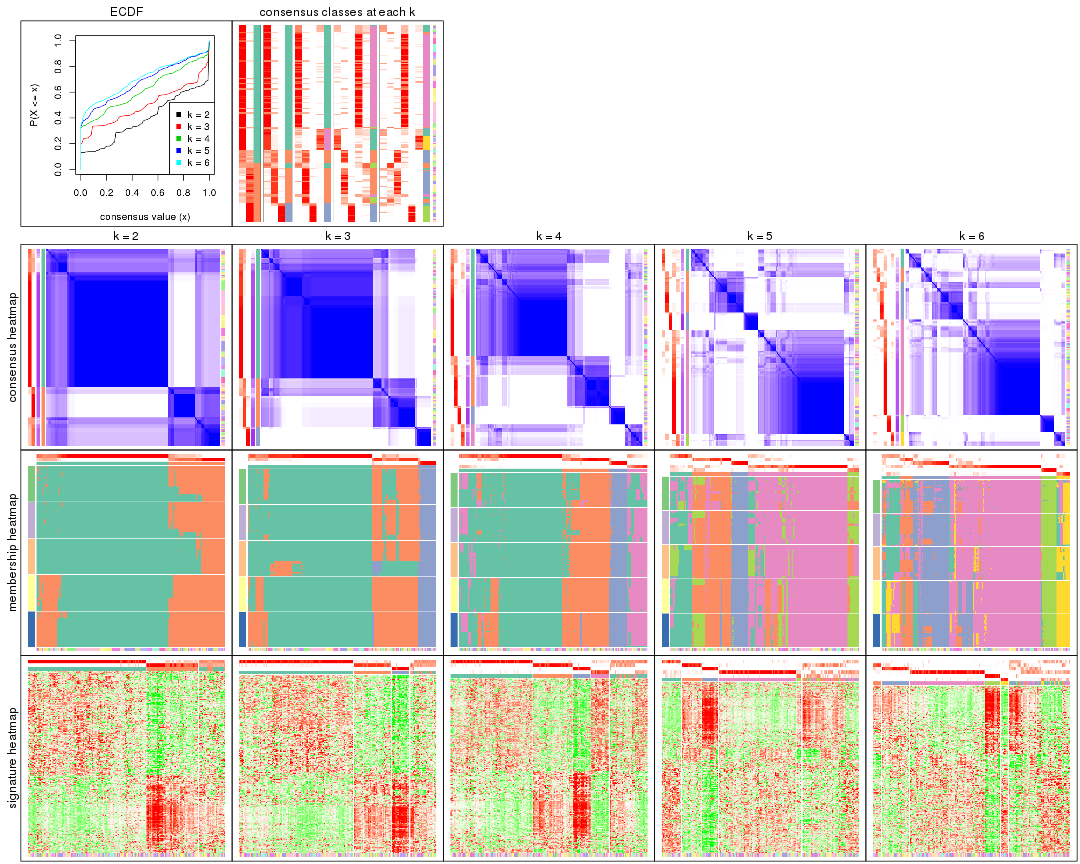 ECDF
consensus classes at each k
P(X <= x)
0.0 0.2 0.4 0.6 0.8 1.0
k = 2
k = 3
k = 4
k = 5
k = 6
0.0 0.2 0.4 0.6 0.8 1.0
consensus value (x)
k = 2 k = 3 k = 4 k = 5 k = 6
consensus heatmap
membership heatmap
signature heatmap